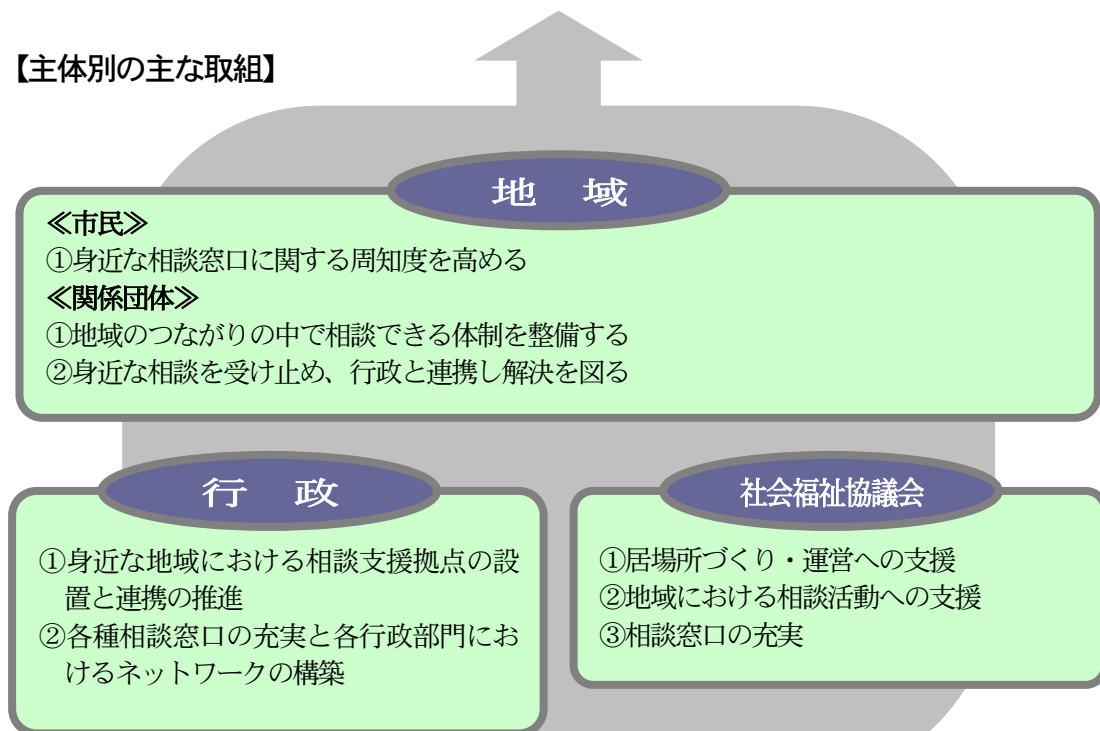 【主体別の主な取組】
地　域
≪市民≫
①身近な相談窓口に関する周知度を高める
≪関係団体≫
①地域のつながりの中で相談できる体制を整備する
②身近な相談を受け止め、行政と連携し解決を図る
行　政
①身近な地域における相談支援拠点の設
置と連携の推進
②各種相談窓口の充実と各行政部門にお
けるネットワークの構築
社会福祉協議会
①居場所づくり・運営への支援
②地域における相談活動への支援
③相談窓口の充実